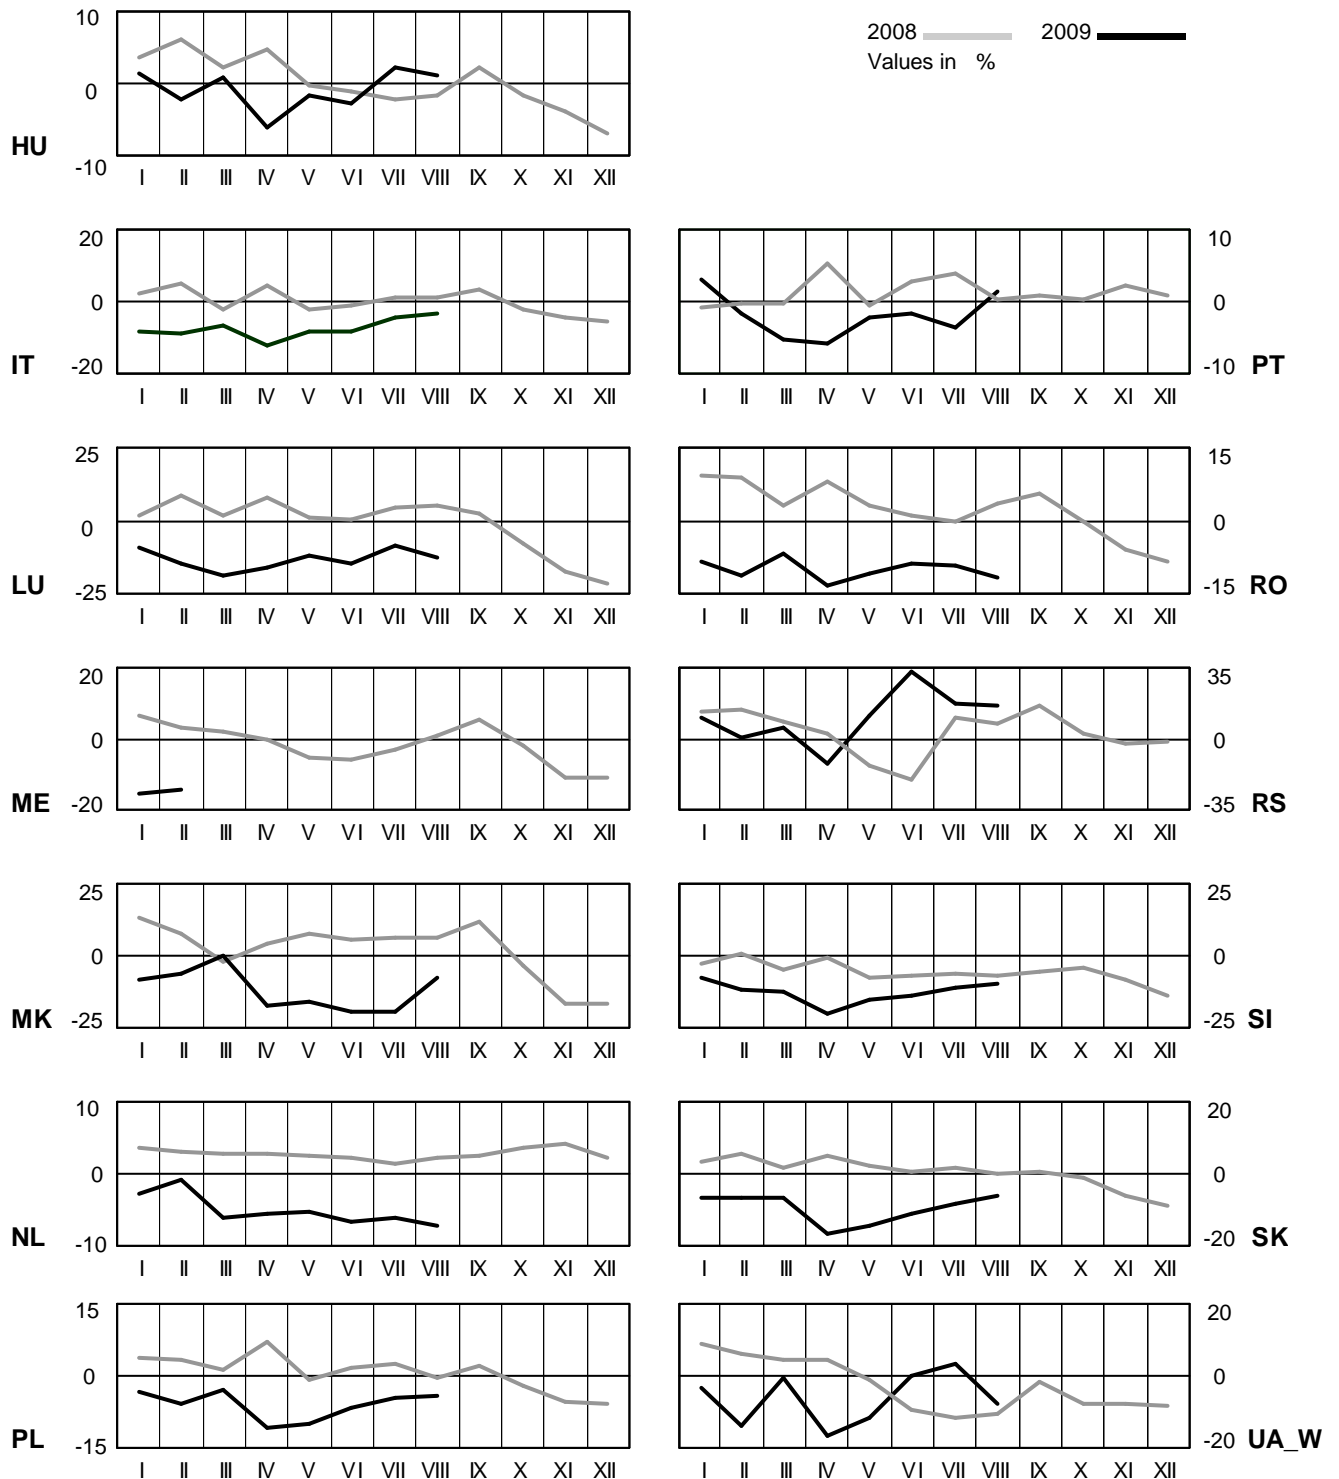 2008 2009
Values in %
10
0
HU -10
I II III IV V VI VII VIII IX X XI XII
20
0
IT -20
I II III IV V VI VII VIII IX X XI XII
10
0
-10 PT
I II III IV V VI VII VIII IX X XI XII
25
0
LU -25
I II III IV V VI VII VIII IX X XI XII
15
0
-15 RO
I II III IV V VI VII VIII IX X XI XII
20
0
ME -20
I II III IV V VI VII VIII IX X XI XII
35
0
-35 RS
I II III IV V VI VII VIII IX X XI XII
25
0
MK -25
I II III IV V VI VII VIII IX X XI XII
25
0
-25 SI
I II III IV V VI VII VIII IX X XI XII
10
0
NL -10
I II III IV V VI VII VIII IX X XI XII
20
0
-20 SK
I II III IV V VI VII VIII IX X XI XII
15
0
PL -15
I II III IV V VI VII VIII IX X XI XII
20
0
-20 UA_W
I II III IV V VI VII VIII IX X XI XII